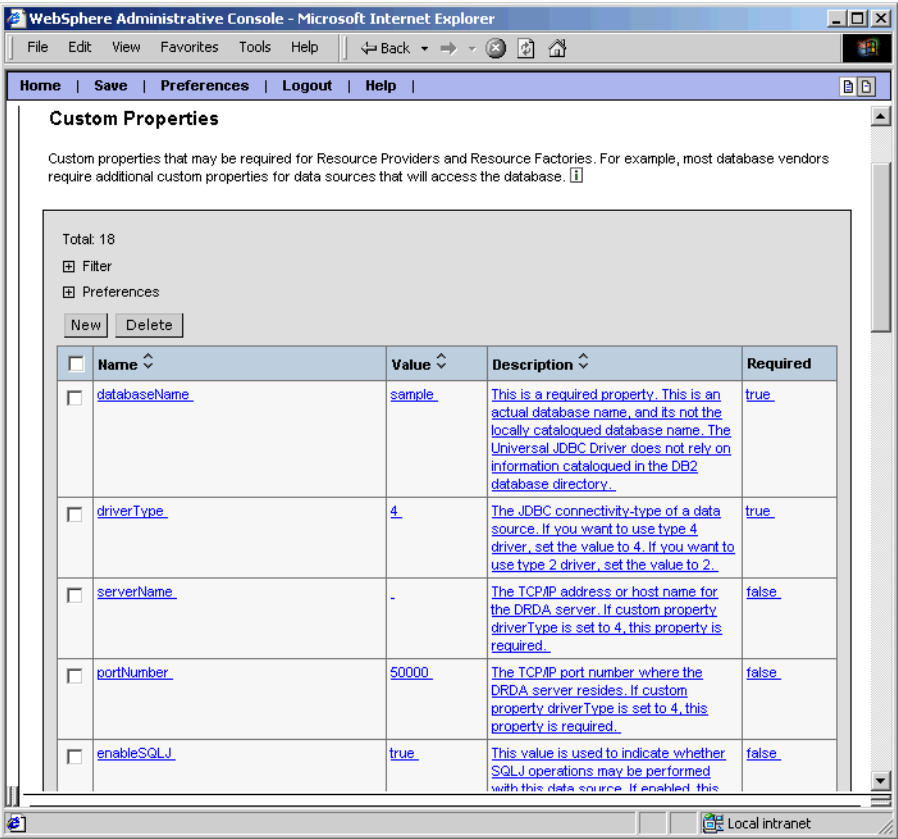 WebSphere Administrative Console - Microsoft Internet Explorer
File Edit View Favorites Tools Help Back
Home | Save | Preferences | Logout | Help |
Custom Properties
Custom properties that may be required for Resource Providers and Resource Factories. For example, most database vendors
require additional custom properties for data sources that will access the database. i
Total: 18
Filter
Preferences
New Delete
Name Value Description Required
databaseName sample This is a required property. This is an true
actual database name, and its not the
locally catalogued database name. The
Universal JDBC Driver does not rely on
information catalogued in the DB2
database directory.
driverType 4 The JDBC connectivity-type of a data true
source. If you want to use type 4
driver, set the value to 4. If you want to
use type 2 driver, set the value to 2.
serverName - The TCP/IP address or host name for false
the DRDA server. If custom property
driverType is set to 4, this property is
required.
portNumber 50000 The TCP/IP port number where the false
DRDA server resides. If custom
property driverType is set to 4, this
property is required.
enableSQLJ true This value is used to indicate whether false
SQLJ operations may be performed
with this data source. If enabled, this
Local intranet